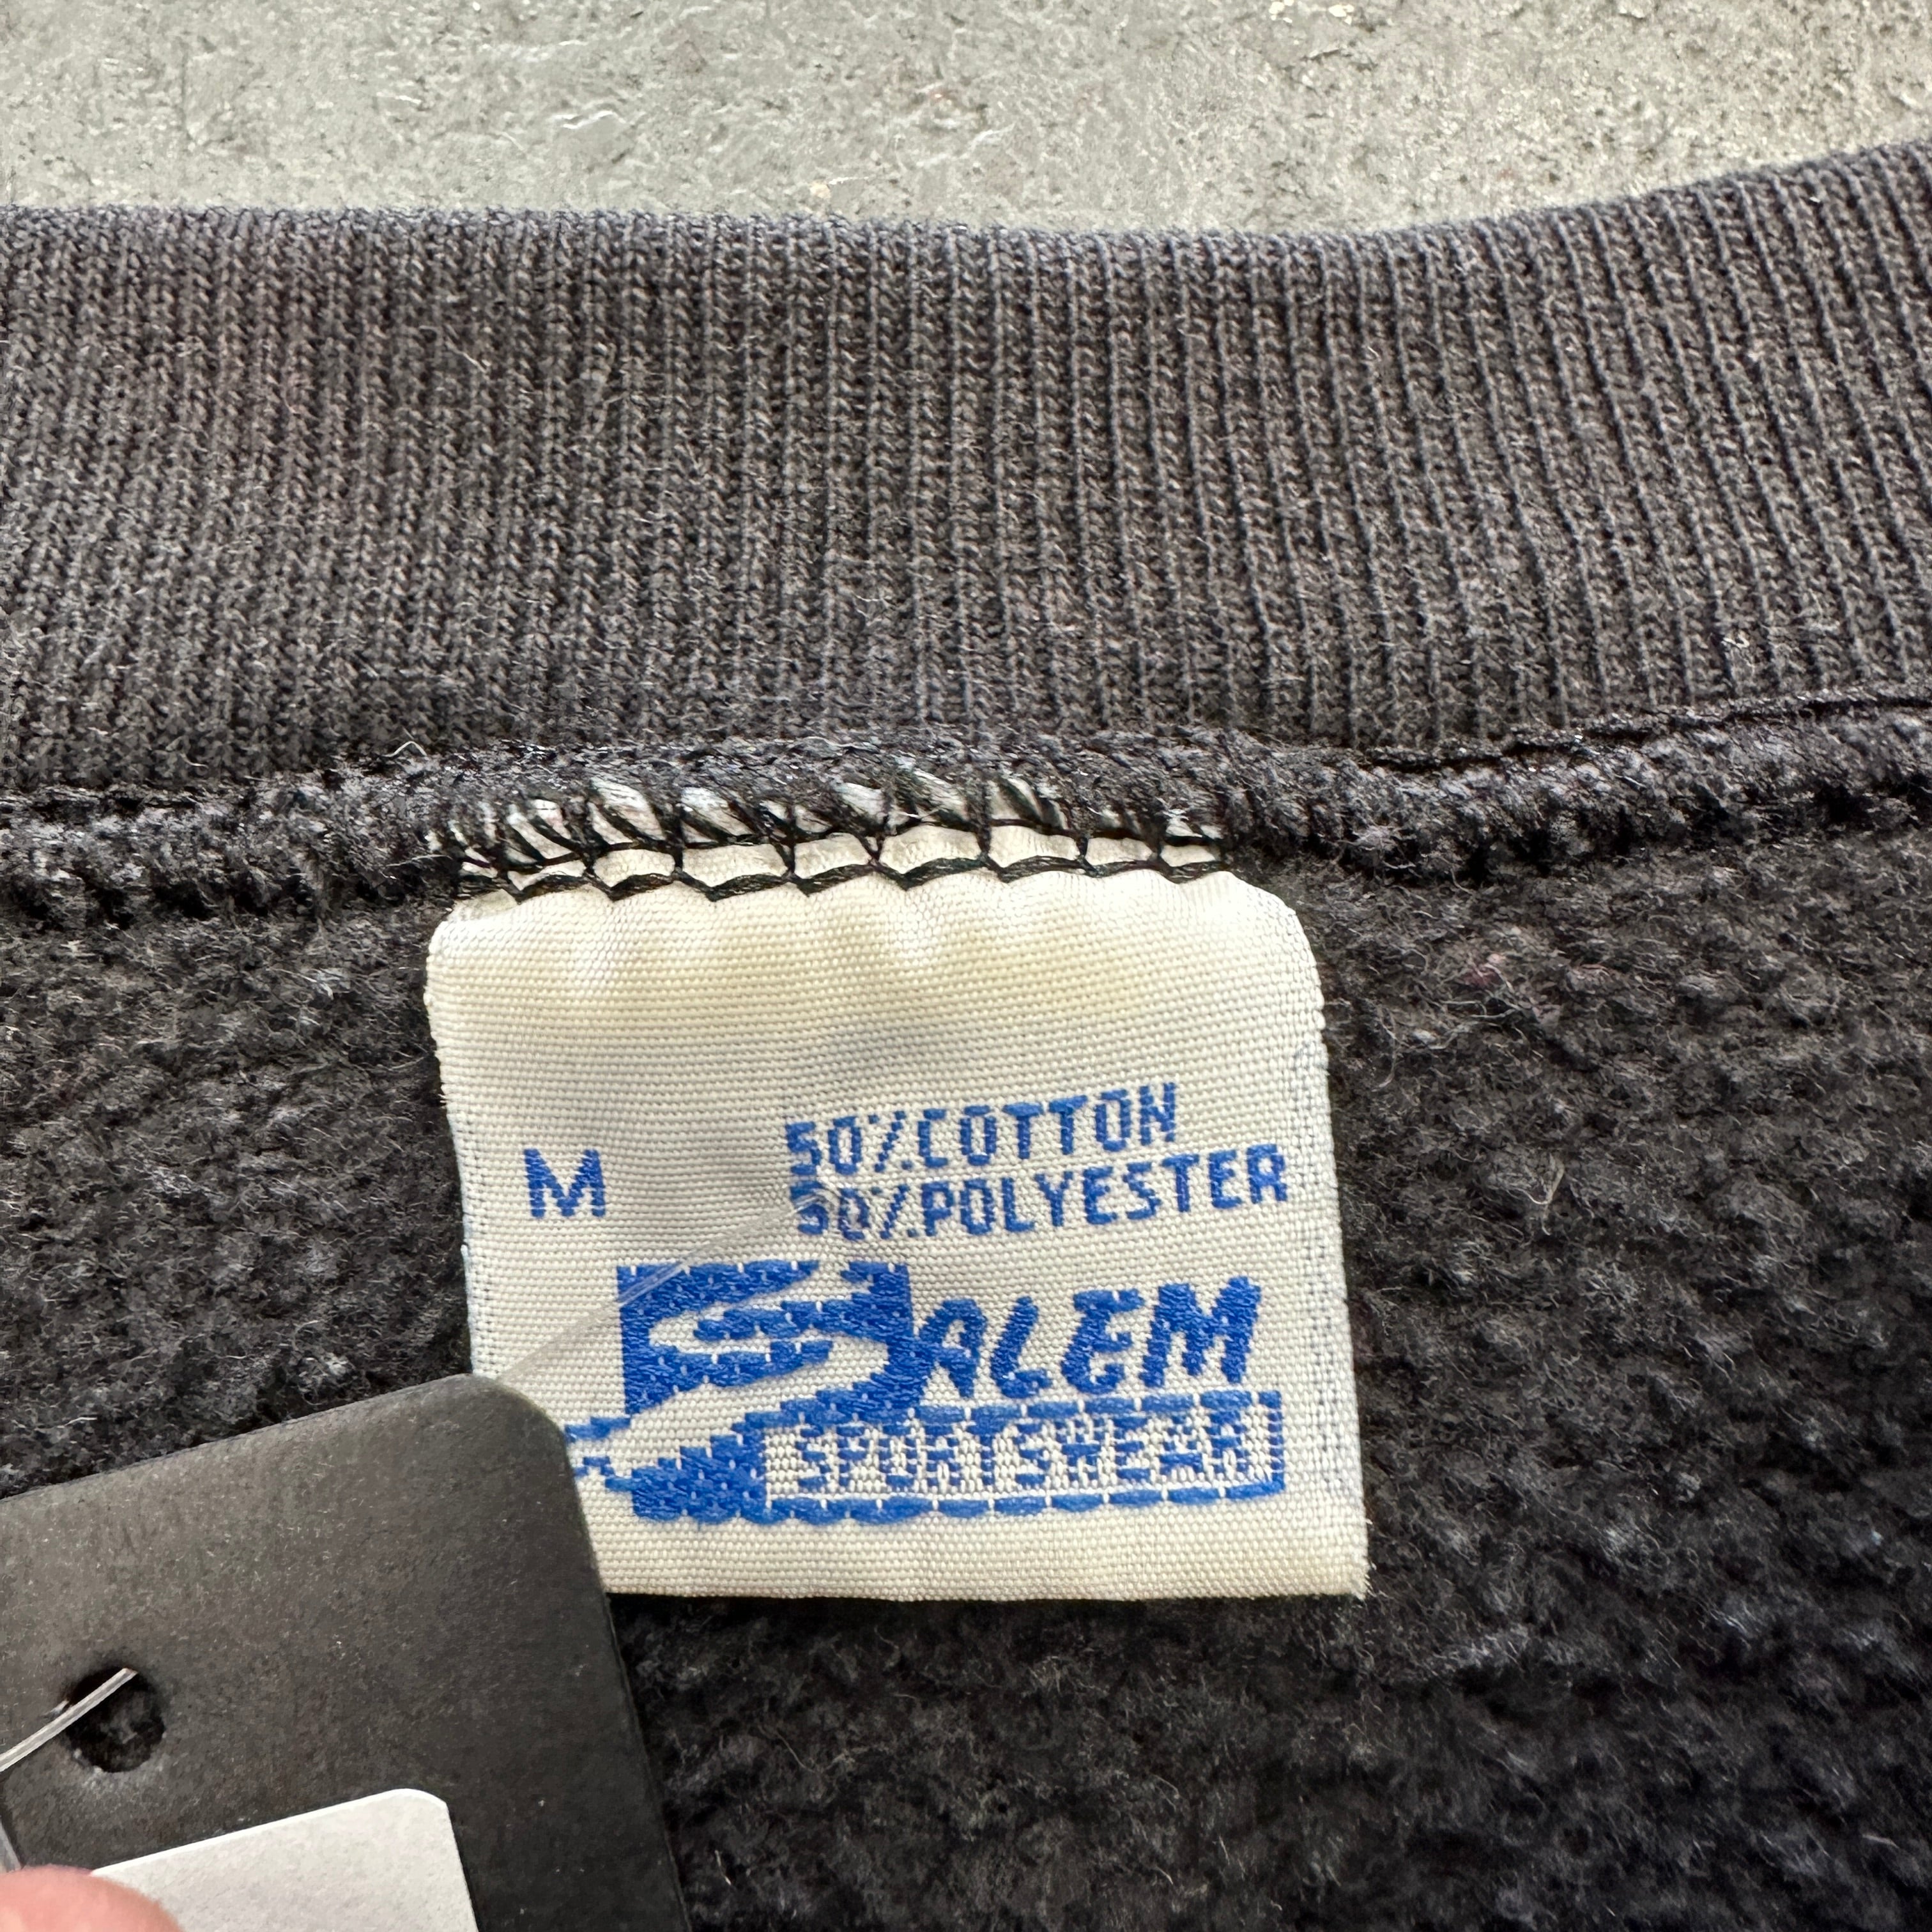 M
50% COTTON
50% POLYESTER
SALEM
SPORTSWEAR